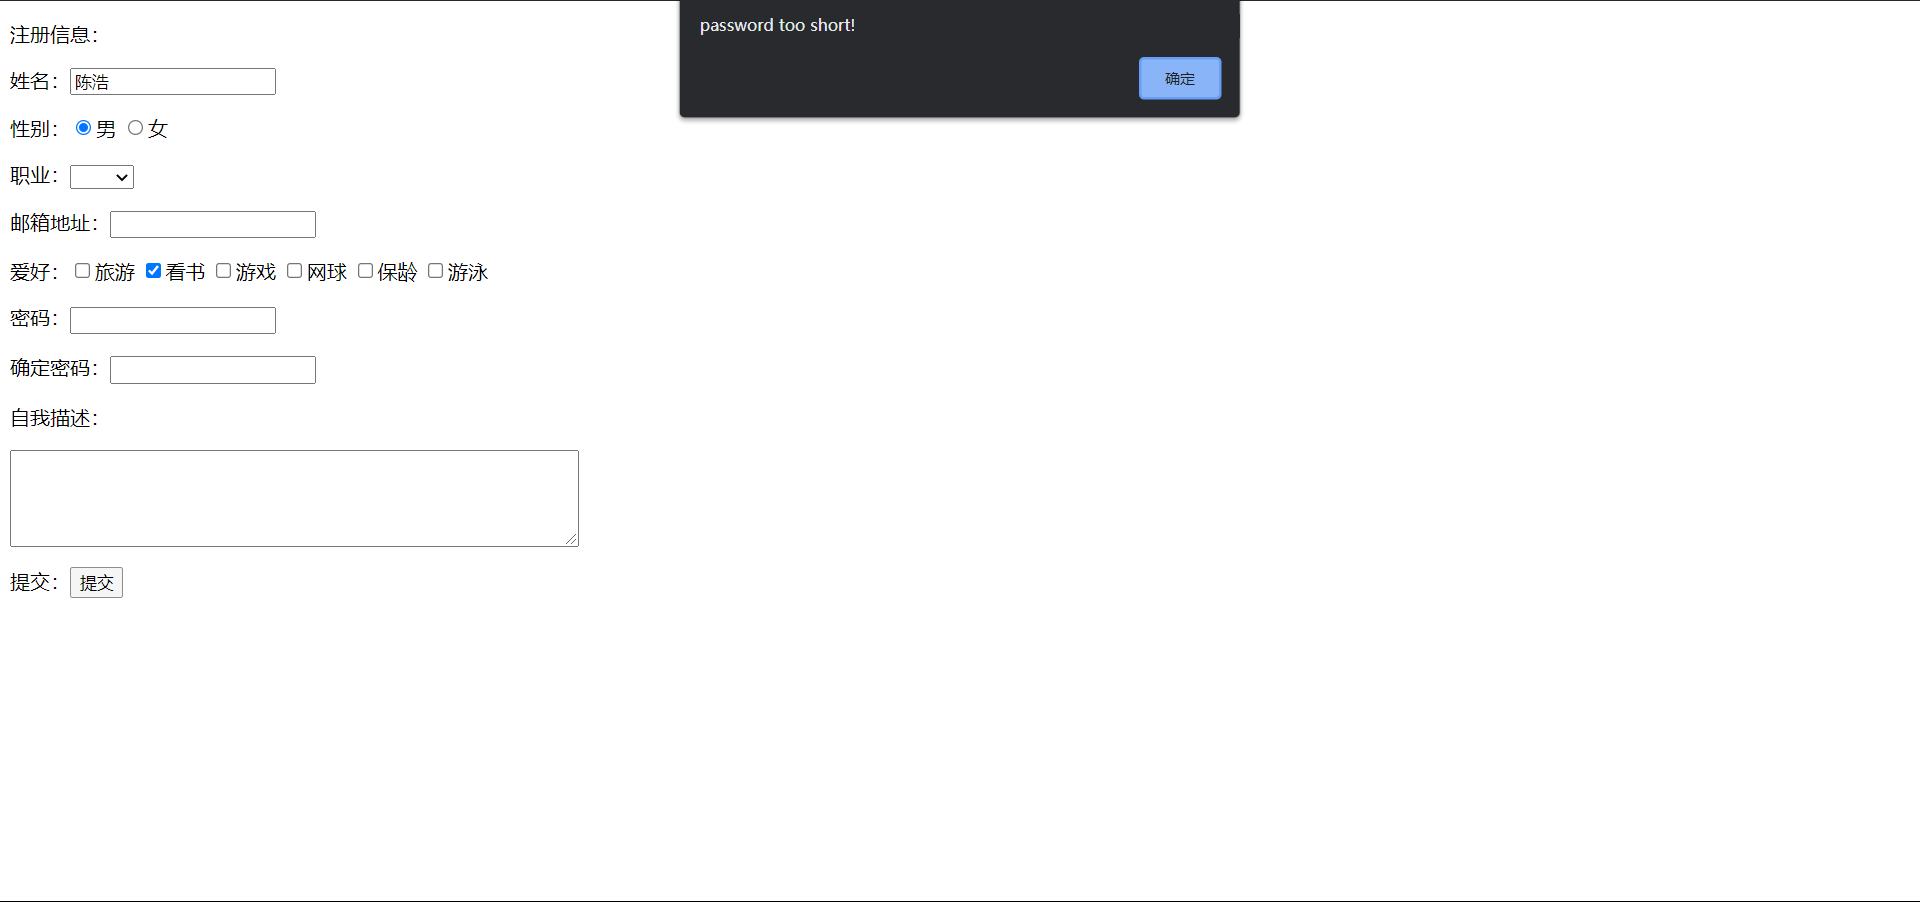 password too short!
确定
注册信息：
姓名： 陈浩
性别： 男 女
职业：
邮箱地址：
爱好： 旅游 看书 游戏 网球 保龄 游泳
密码：
确定密码：
自我描述：
提交： 提交